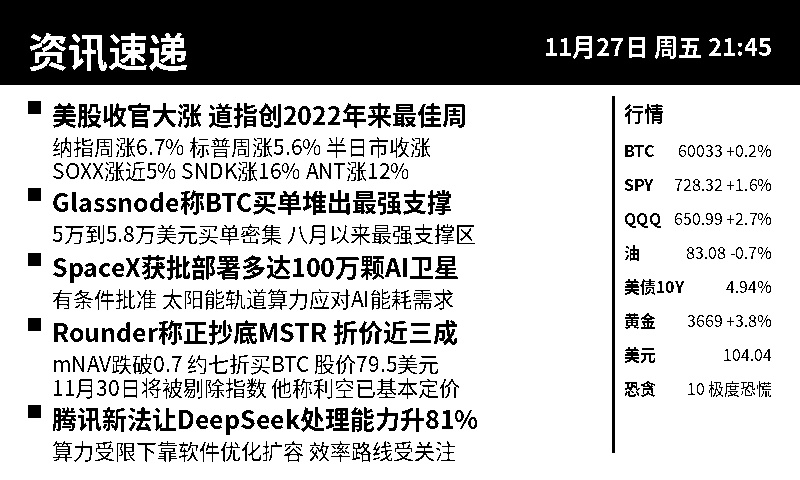 资讯速递
11月27日 周五 21:45
美股收官大涨 道指创2022年来最佳周
纳指周涨6.7% 标普周涨5.6% 半日市收涨
SOXX涨近5% SNDK涨16% ANT涨12%
Glassnode称BTC买单堆出最强支撑
5万到5.8万美元买单密集 八月以来最强支撑区
SpaceX获批部署多达100万颗AI卫星
有条件批准 太阳能轨道算力应对AI能耗需求
Rounder称正抄底MSTR 折价近三成
mNAV跌破0.7 约七折买BTC 股价79.5美元
11月30日将被剔除指数 他称利空已基本定价
腾讯新法让DeepSeek处理能力升81%
算力受限下靠软件优化扩容 效率路线受关注
行情
BTC 60033 +0.2%
SPY 728.32 +1.6%
QQQ 650.99 +2.7%
油 83.08 -0.7%
美债10Y 4.94%
黄金 3669 +3.8%
美元 104.04
恐贪 10 极度恐慌